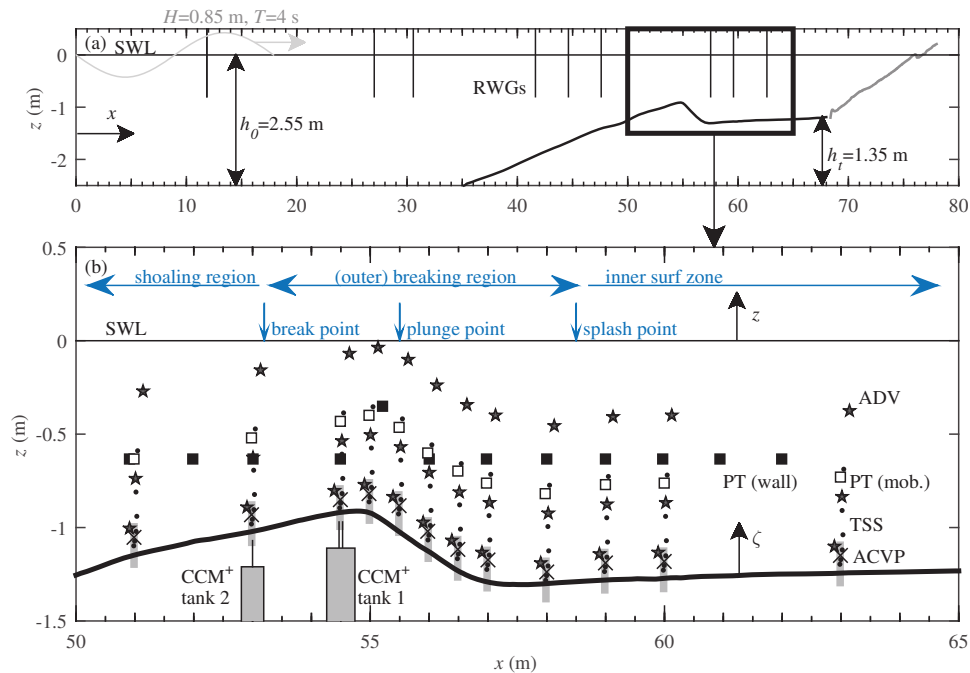 H=0.85 m, T=4 s
(a)
SWL
0
-1
-2
z (m)
x
h0=2.55 m
RWGs
ht=1.35 m
0 10 20 30 40 50 60 70 80
(b)
shoaling region (outer) breaking region inner surf zone
break point plunge point splash point
z
SWL
0.5
0
-0.5
-1
-1.5
z (m)
ADV
PT (wall) PT (mob.)
TSS
ζ
ACVP
CCM+ tank 2
CCM+ tank 1
50 55 60 65
x (m)